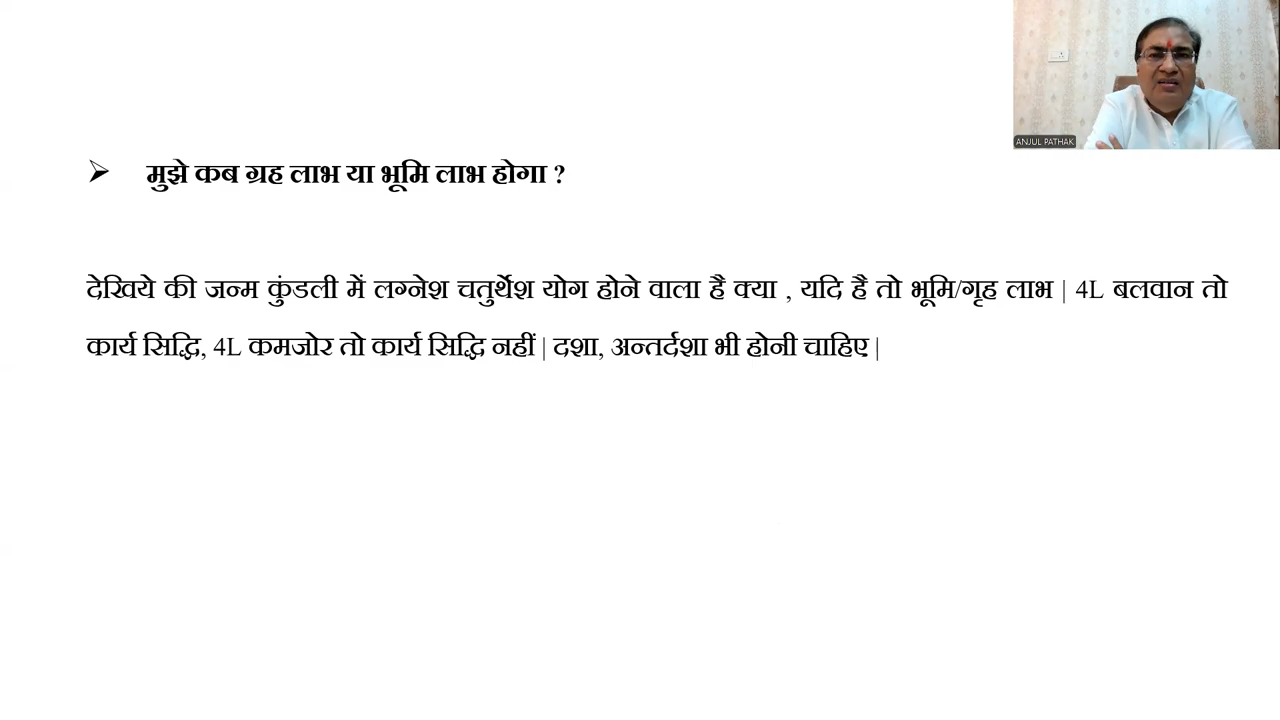 ANJUL PATHAK
➢ मुझे कब ग्रह लाभ या भूमि लाभ होगा ?
देखिये की जन्म कुंडली में लग्नेश चतुर्थेश योग होने वाला है क्या , यदि है तो भूमि/गृह लाभ | 4L बलवान तो
कार्य सिद्धि, 4L कमजोर तो कार्य सिद्धि नहीं | दशा, अन्तर्दशा भी होनी चाहिए |